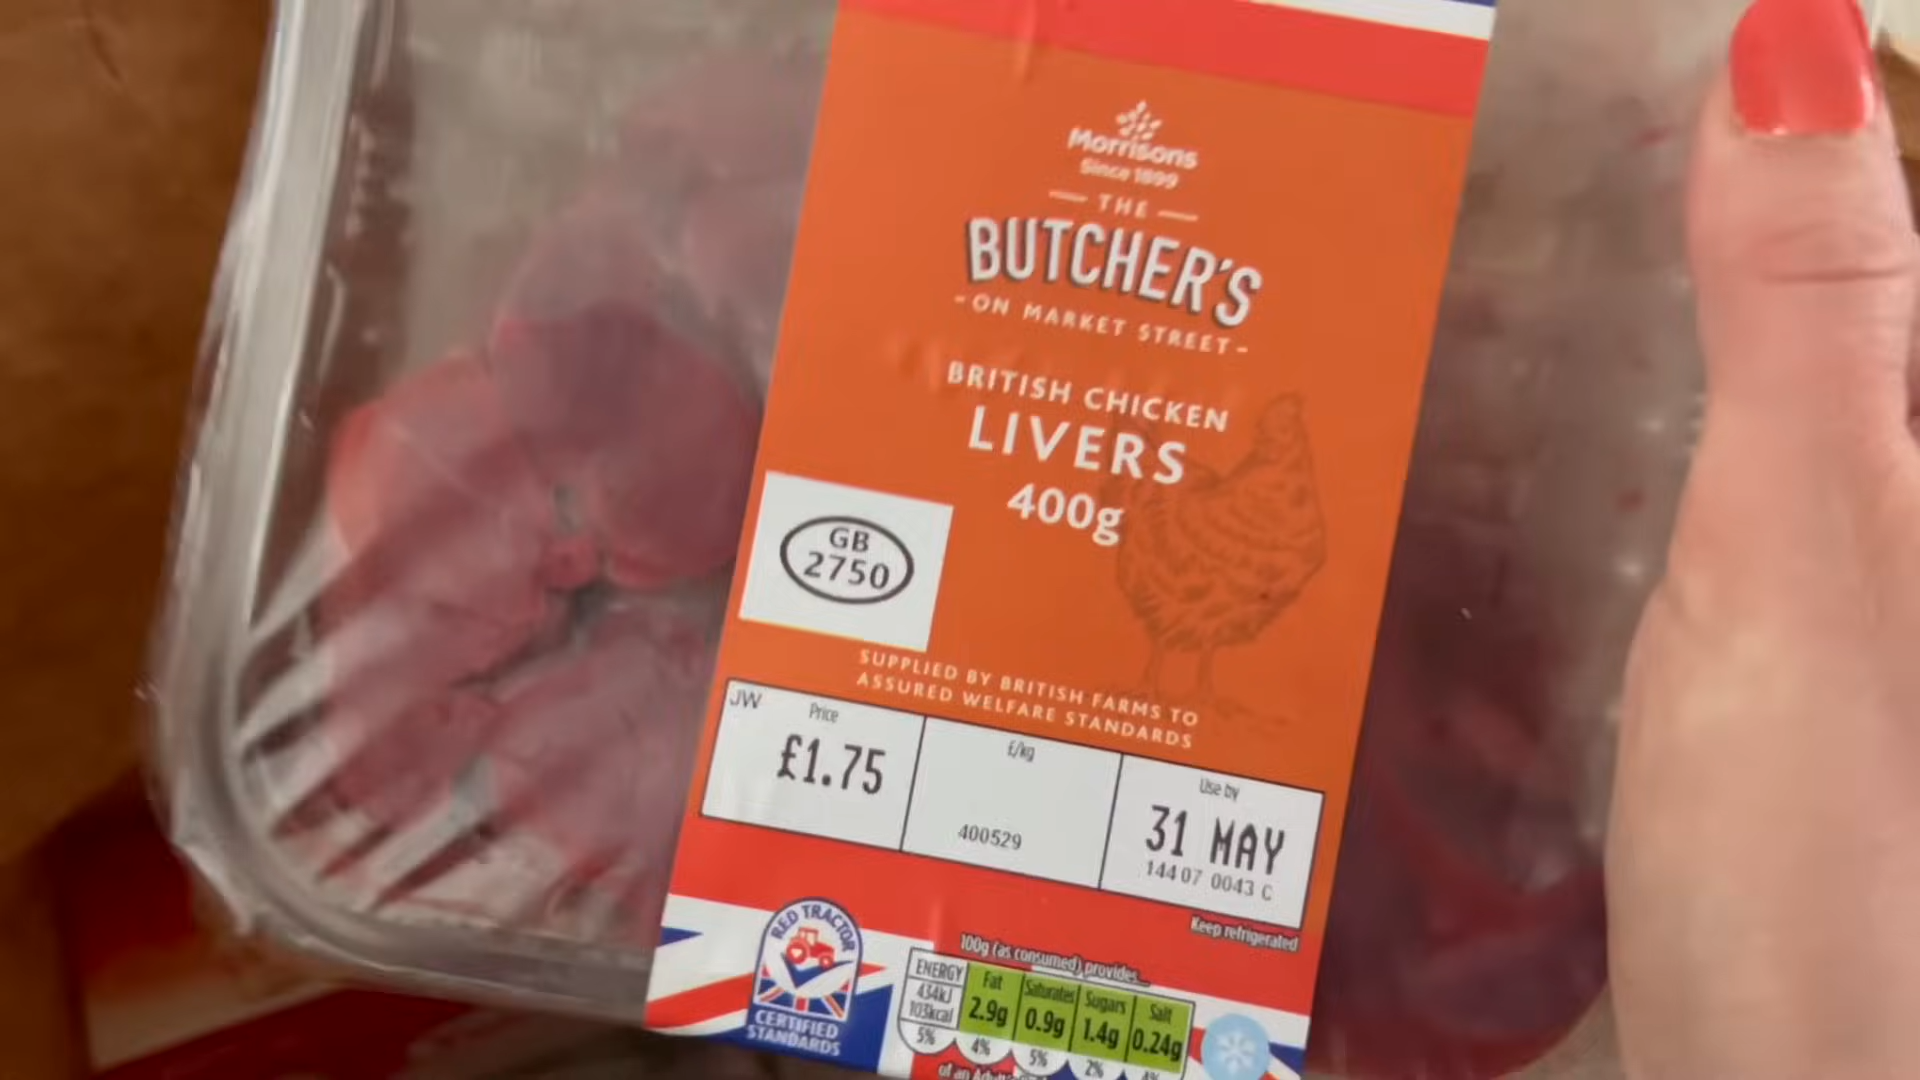 Morrisons
Since 1899
THE
BUTCHER'S
- ON MARKET STREET -
BRITISH CHICKEN
LIVERS
400g
GB
2750
SUPPLIED BY BRITISH FARMS TO
ASSURED WELFARE STANDARDS
JW
Price
£1.75
£/kg
400529
Use by
31 MAY
144 07 0043 C
Keep refrigerated
RED TRACTOR
CERTIFIED
STANDARDS
100g (as consumed) provides...
ENERGY
434kJ
103kcal
5%
Fat
2.9g
4%
Saturates
0.9g
5%
Sugars
1.4g
2%
Salt
0.24g
4%
of an